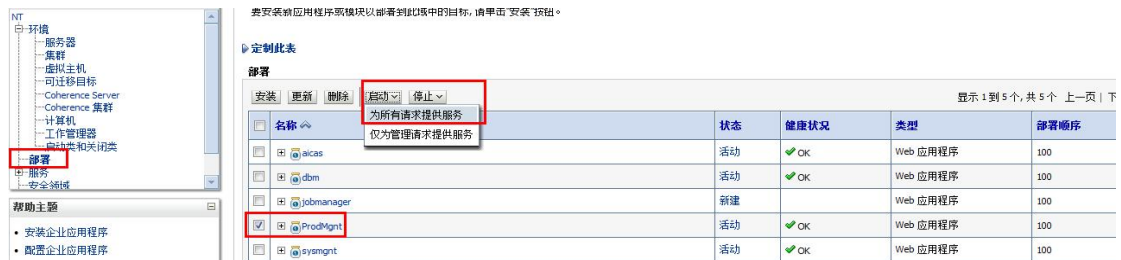 NT
环境
服务器
集群
虚拟主机
可迁移目标
Coherence Server
Coherence 集群
计算机
工作管理器
启动类和关闭类
部署
服务
安全领域
帮助主题
• 安装企业应用程序
• 配置企业应用程序
要安装新应用程序或模块以部署到此域中的目标, 请单击"安装"按钮。
定制此表
部署
安装 更新 删除 启动 停止 显示 1 到 5 个, 共 5 个 上一页 | 下
为所有请求提供服务
仅为管理请求提供服务
名称 状态 健康状况 类型 部署顺序
aicas 活动 OK Web 应用程序 100
dbm 活动 OK Web 应用程序 100
jobmanager 新建 Web 应用程序 100
ProdMgnt 活动 OK Web 应用程序 100
sysmgnt 活动 OK Web 应用程序 100